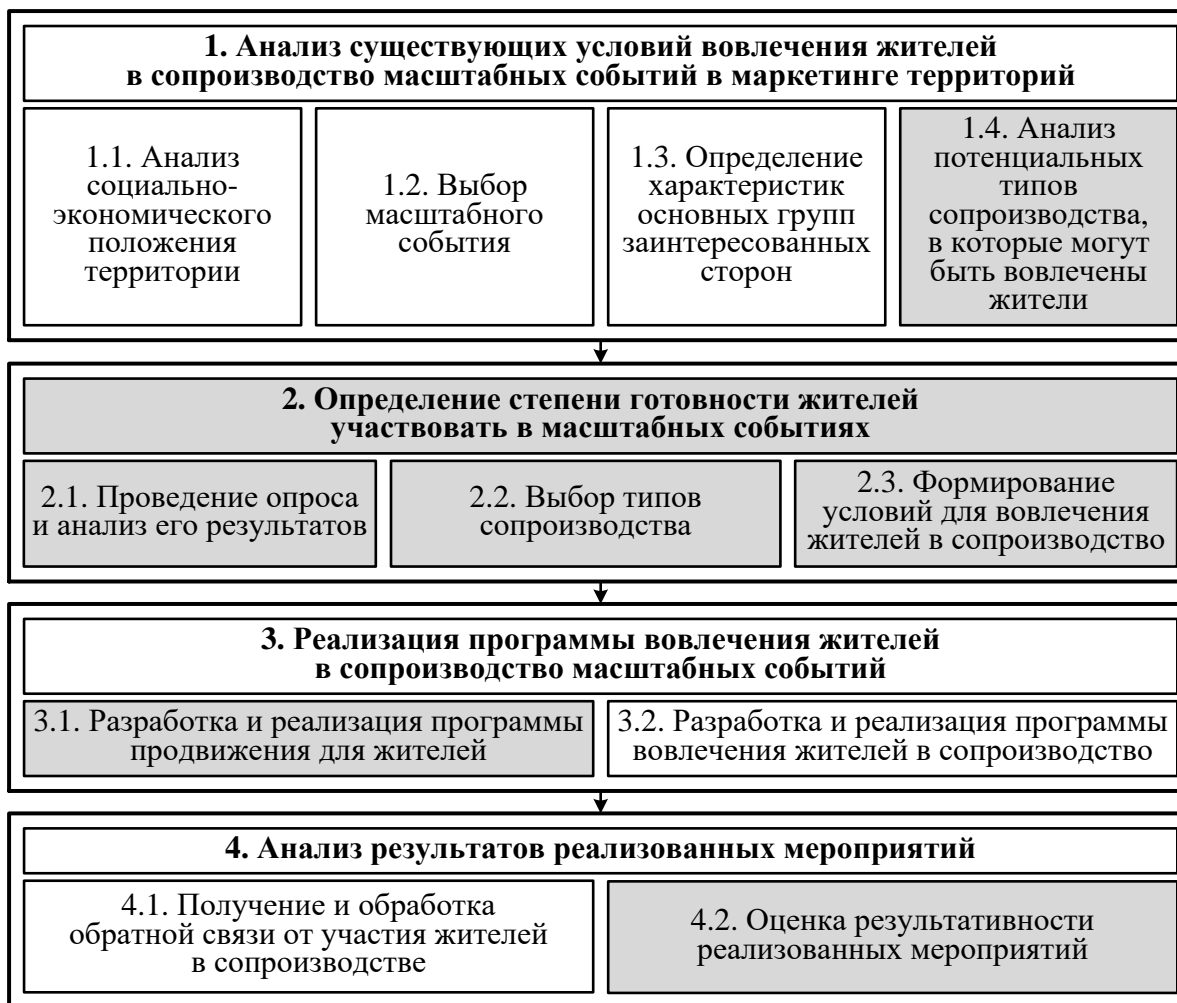 1. Анализ существующих условий вовлечения жителей
в сопроизводство масштабных событий в маркетинге территорий
1.1. Анализ
социально-
экономического
положения
территории
1.2. Выбор
масштабного
события
1.3. Определение
характеристик
основных групп
заинтересованных
сторон
1.4. Анализ
потенциальных
типов
сопроизводства,
в которые могут
быть вовлечены
жители
2. Определение степени готовности жителей
участвовать в масштабных событиях
2.1. Проведение опроса
и анализ его результатов
2.2. Выбор типов
сопроизводства
2.3. Формирование
условий для вовлечения
жителей в сопроизводство
3. Реализация программы вовлечения жителей
в сопроизводство масштабных событий
3.1. Разработка и реализация программы
продвижения для жителей
3.2. Разработка и реализация программы
вовлечения жителей в сопроизводство
4. Анализ результатов реализованных мероприятий
4.1. Получение и обработка
обратной связи от участия жителей
в сопроизводстве
4.2. Оценка результативности
реализованных мероприятий